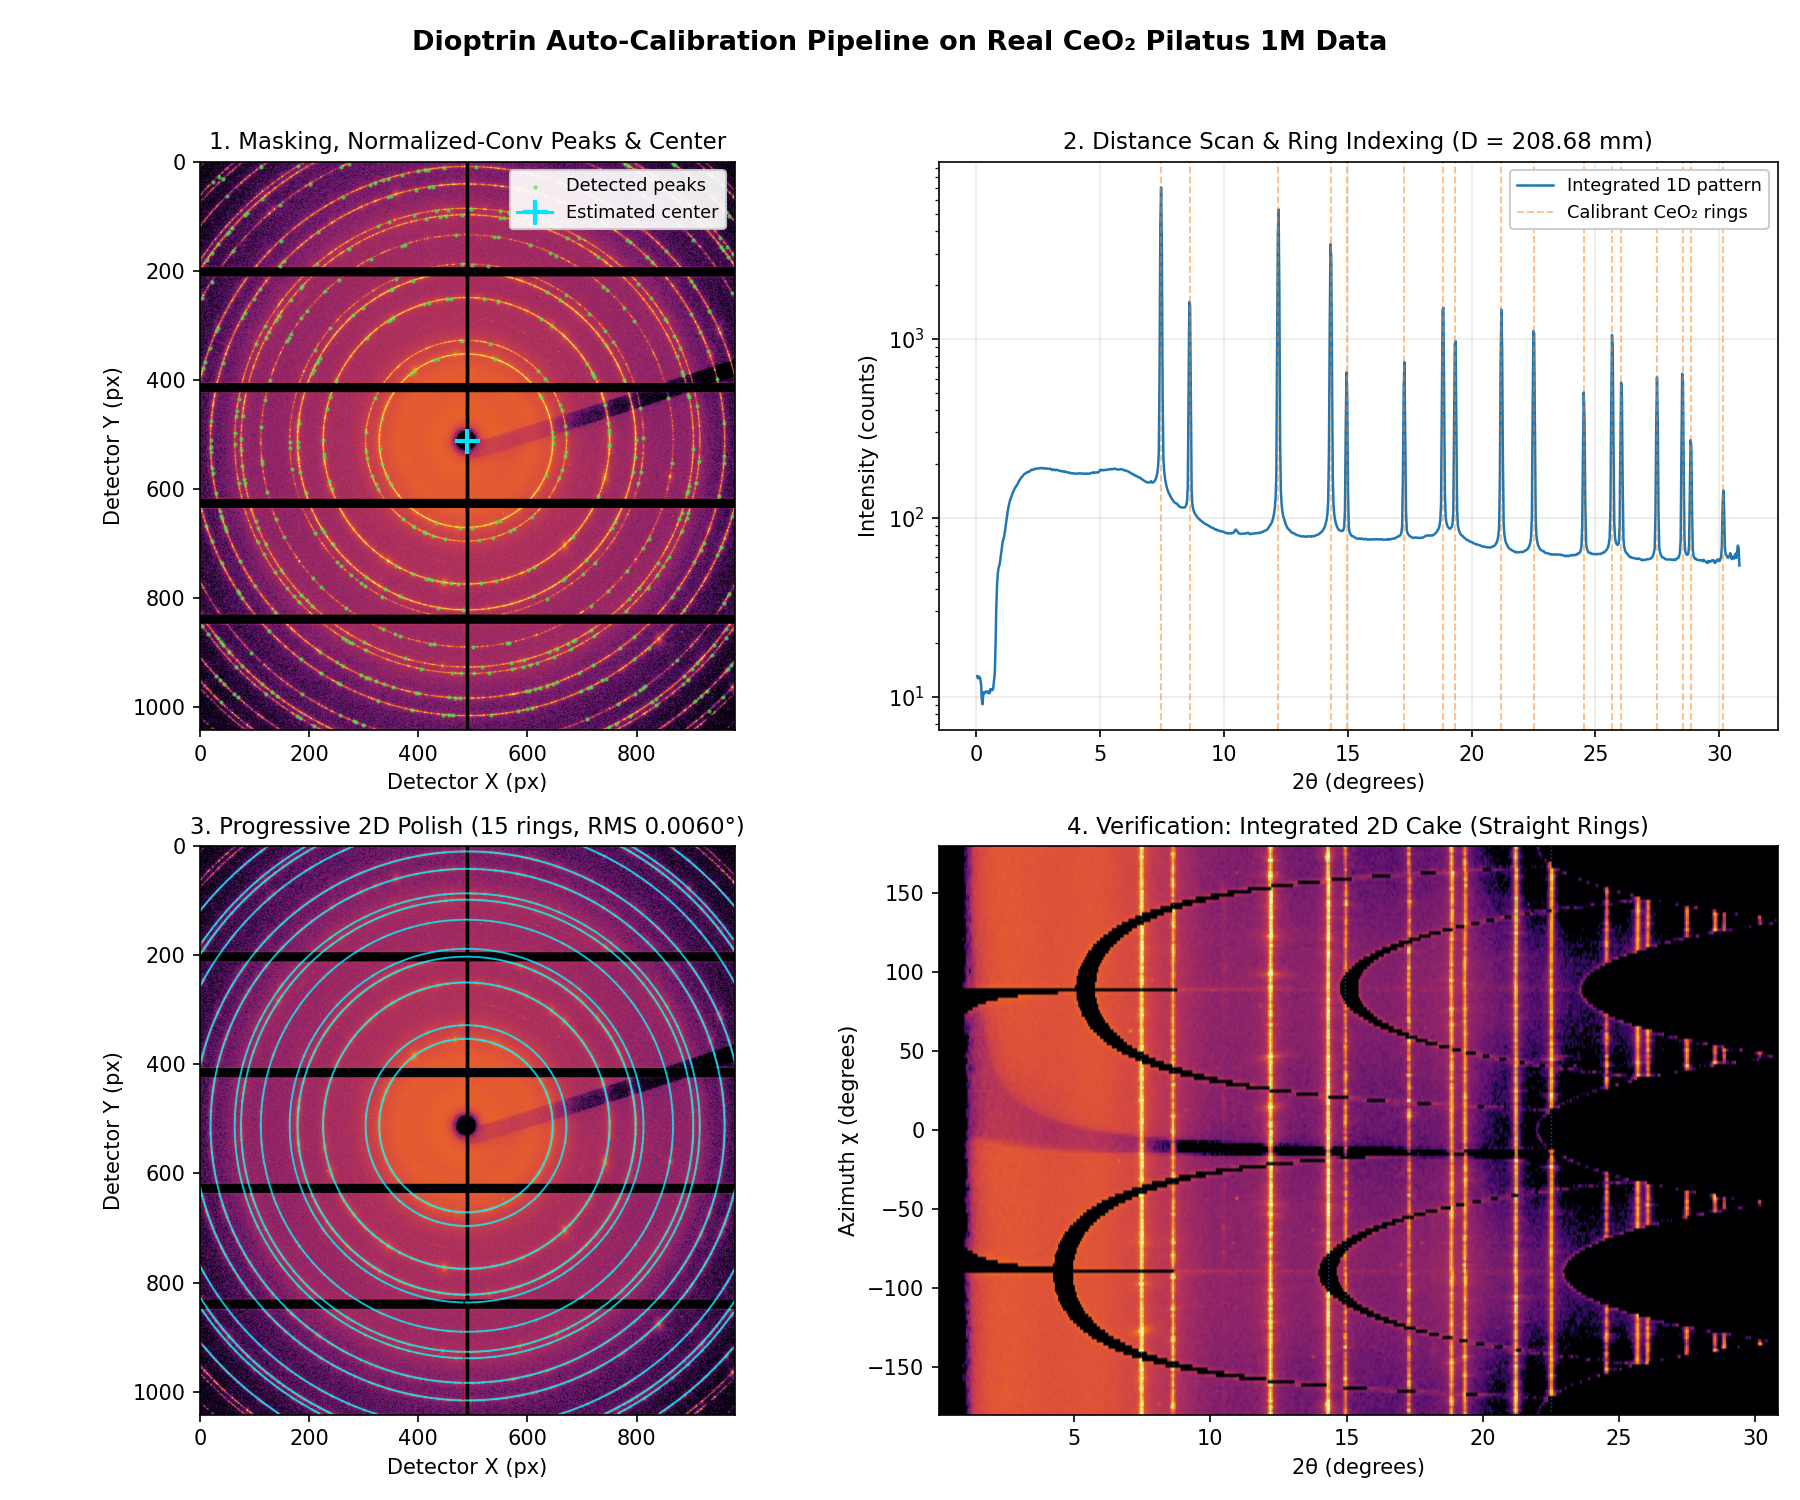 Dioptrin Auto-Calibration Pipeline on Real CeO₂ Pilatus 1M Data
1. Masking, Normalized-Conv Peaks & Center
Detected peaks
Estimated center
0
200
400
600
800
1000
Detector Y (px)
0 200 400 600 800
Detector X (px)
2. Distance Scan & Ring Indexing (D = 208.68 mm)
Integrated 1D pattern
Calibrant CeO₂ rings
10³
10²
10¹
Intensity (counts)
0 5 10 15 20 25 30
2θ (degrees)
3. Progressive 2D Polish (15 rings, RMS 0.0060°)
0
200
400
600
800
1000
Detector Y (px)
0 200 400 600 800
Detector X (px)
4. Verification: Integrated 2D Cake (Straight Rings)
150
100
50
0
−50
−100
−150
Azimuth χ (degrees)
5 10 15 20 25 30
2θ (degrees)